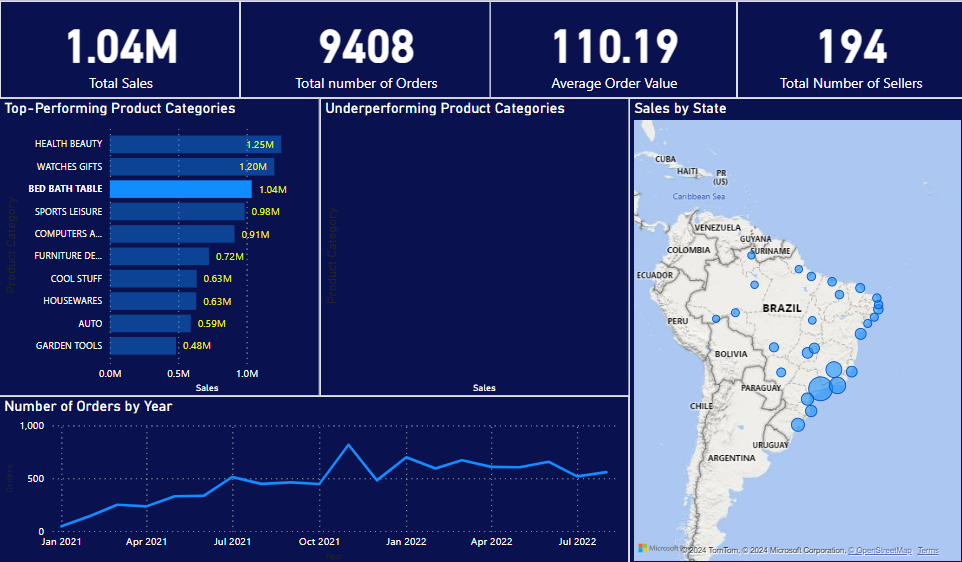 1.04M
Total Sales
9408
Total number of Orders
110.19
Average Order Value
194
Total Number of Sellers
Top-Performing Product Categories
Product Category
HEALTH BEAUTY
1.25M
WATCHES GIFTS
1.20M
BED BATH TABLE
1.04M
SPORTS LEISURE
0.98M
COMPUTERS A...
0.91M
FURNITURE DE...
0.72M
COOL STUFF
0.63M
HOUSEWARES
0.63M
AUTO
0.59M
GARDEN TOOLS
0.48M
0.0M
0.5M
1.0M
Sales
Underperforming Product Categories
Product Category
Sales
Sales by State
CUBA
HAITI
PR
(US)
Caribbean Sea
VENEZUELA
GUYANA
SURINAME
COLOMBIA
ECUADOR
BRAZIL
PERU
BOLIVIA
PARAGUAY
CHILE
URUGUAY
ARGENTINA
© 2024 TomTom, © 2024 Microsoft Corporation, © OpenStreetMap Terms
Number of Orders by Year
Orders
1,000
500
0
Jan 2021
Apr 2021
Jul 2021
Oct 2021
Jan 2022
Apr 2022
Jul 2022
Year